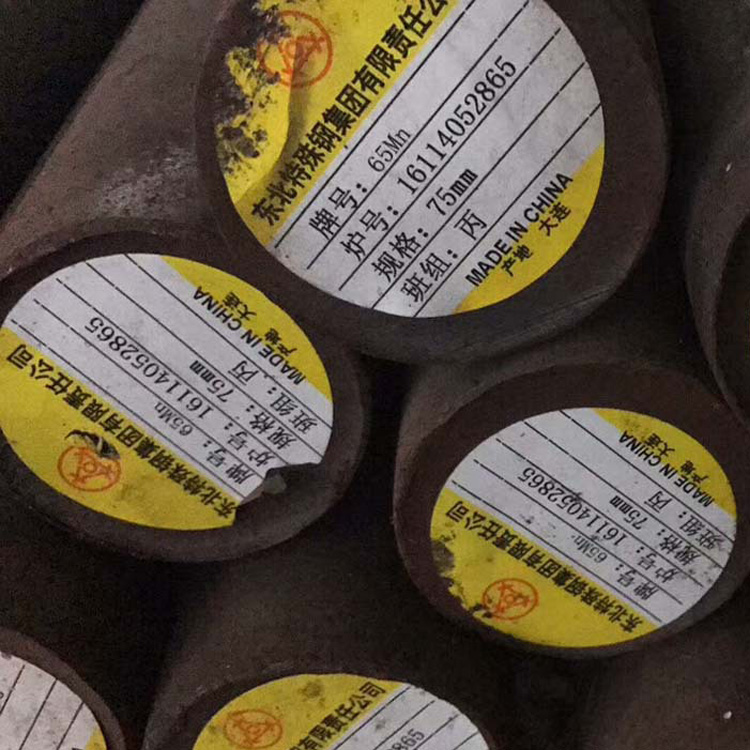 东北特殊钢集团有限责任公
牌号: 65Mn
炉号: 16114052865
规格: 75mm
班组: 丙
MADE IN CHINA
产地 大连
东北特殊钢集团有限责任公司
牌号: 65Mn
炉号: 16114052865
规格: 75mm
班组: 丙
MADE IN CHINA
产地 大连
东北特殊钢集团有限责任公司
牌号: 65Mn
炉号: 16114052865
规格: 75mm
班组: 丙
MADE IN CHINA
产地 大连
有限责任公司
865